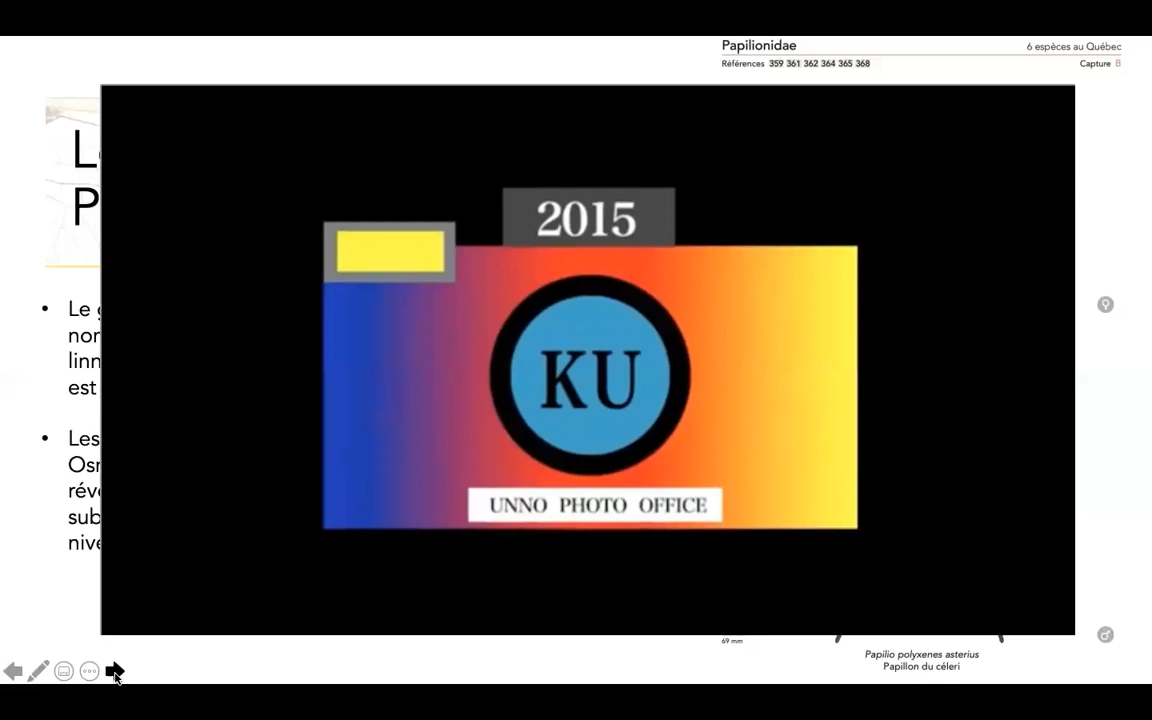 Papilionidae
6 espèces au Québec
Références 359 361 362 364 365 368
Capture B
2015
KU
UNNO PHOTO OFFICE
L
P
• Le
nor
linn
est
• Les
Osr
réve
sub
nive
69 mm
Papilio polyxenes asterius
Papillon du céleri